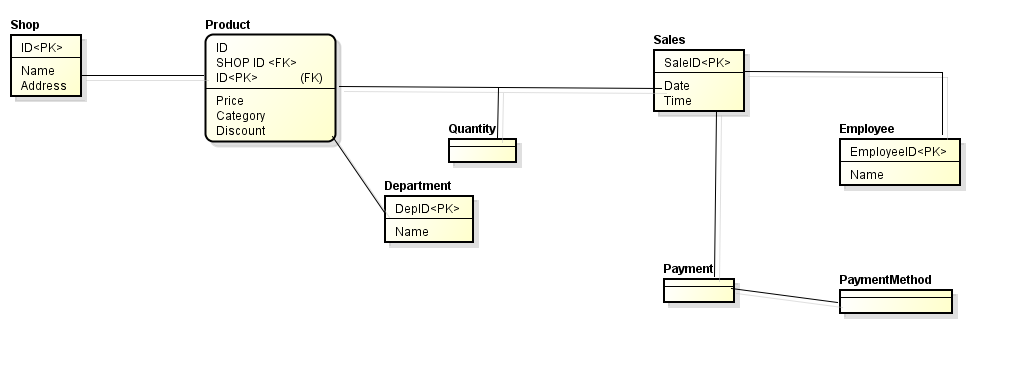 Shop
ID<PK>
Name
Address
Product
ID
SHOP ID <FK>
ID<PK> (FK)
Price
Category
Discount
Quantity
Department
DepID<PK>
Name
Sales
SaleID<PK>
Date
Time
Employee
EmployeeID<PK>
Name
Payment
PaymentMethod